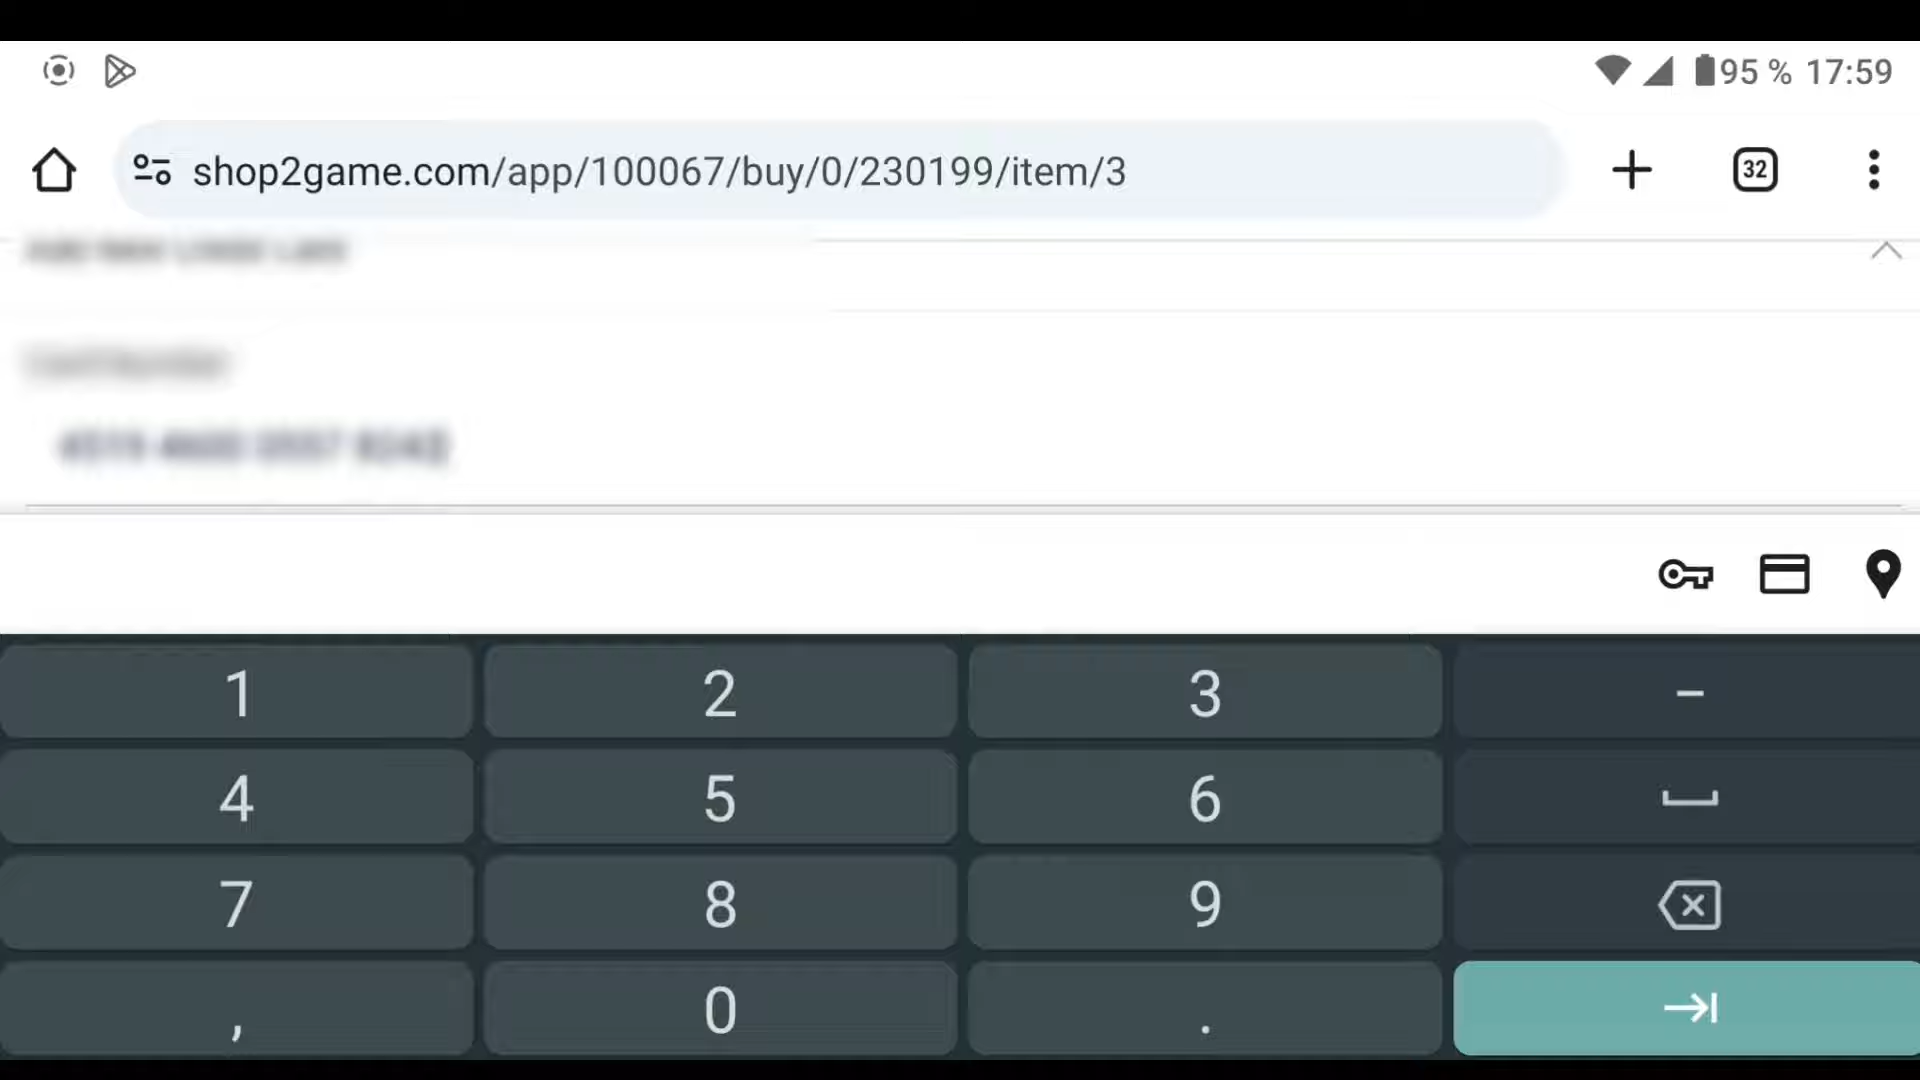 95 % 17:59
shop2game.com/app/100067/buy/0/230199/item/3
32
1 2 3 –
4 5 6
7 8 9
, 0 .